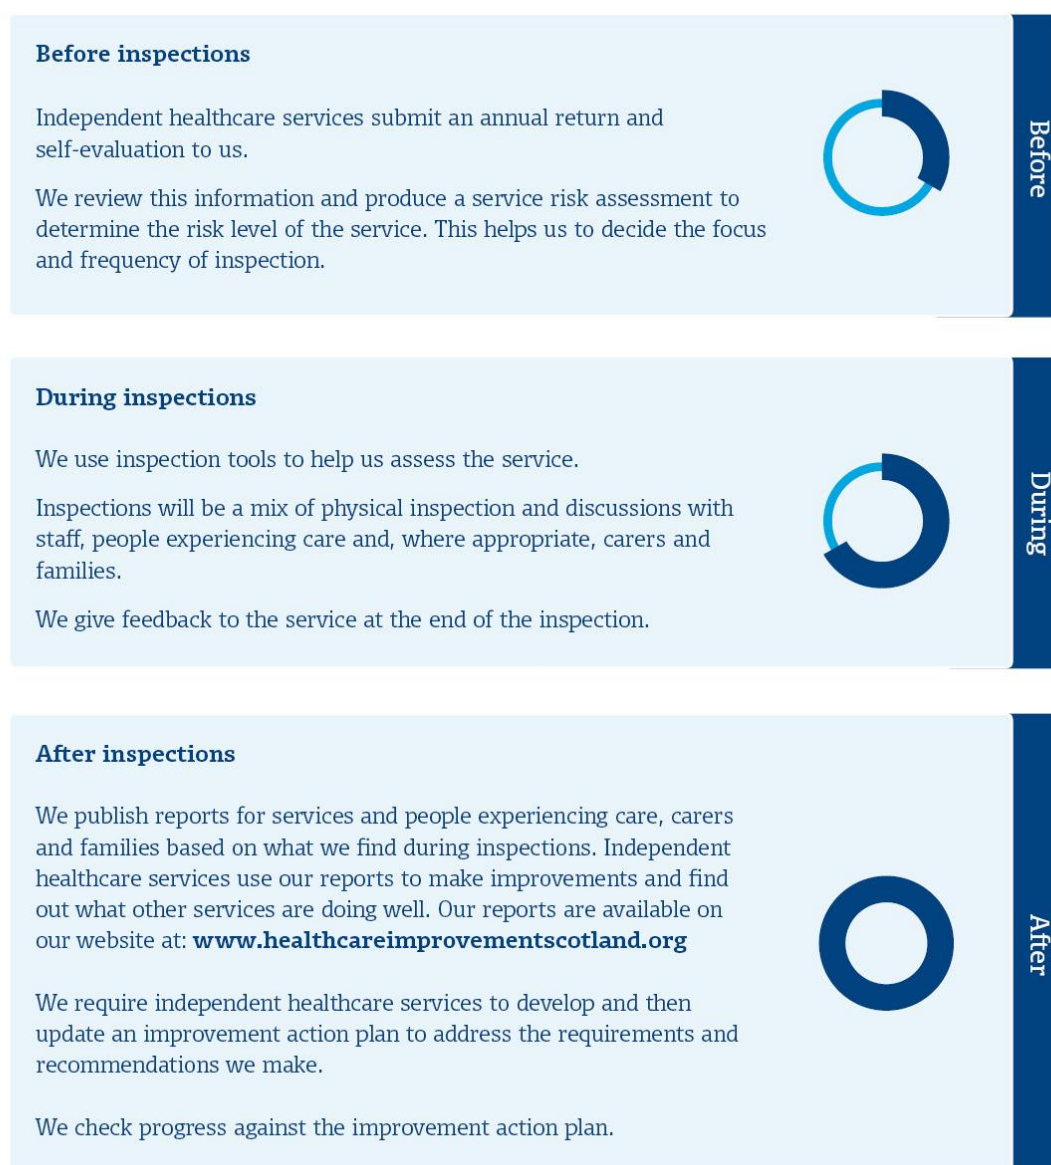 Before inspections
Independent healthcare services submit an annual return and
self-evaluation to us.
We review this information and produce a service risk assessment to
determine the risk level of the service. This helps us to decide the focus
and frequency of inspection.
Before
During inspections
We use inspection tools to help us assess the service.
Inspections will be a mix of physical inspection and discussions with
staff, people experiencing care and, where appropriate, carers and
families.
We give feedback to the service at the end of the inspection.
During
After inspections
We publish reports for services and people experiencing care, carers
and families based on what we find during inspections. Independent
healthcare services use our reports to make improvements and find
out what other services are doing well. Our reports are available on
our website at: www.healthcareimprovementscotland.org
We require independent healthcare services to develop and then
update an improvement action plan to address the requirements and
recommendations we make.
We check progress against the improvement action plan.
After